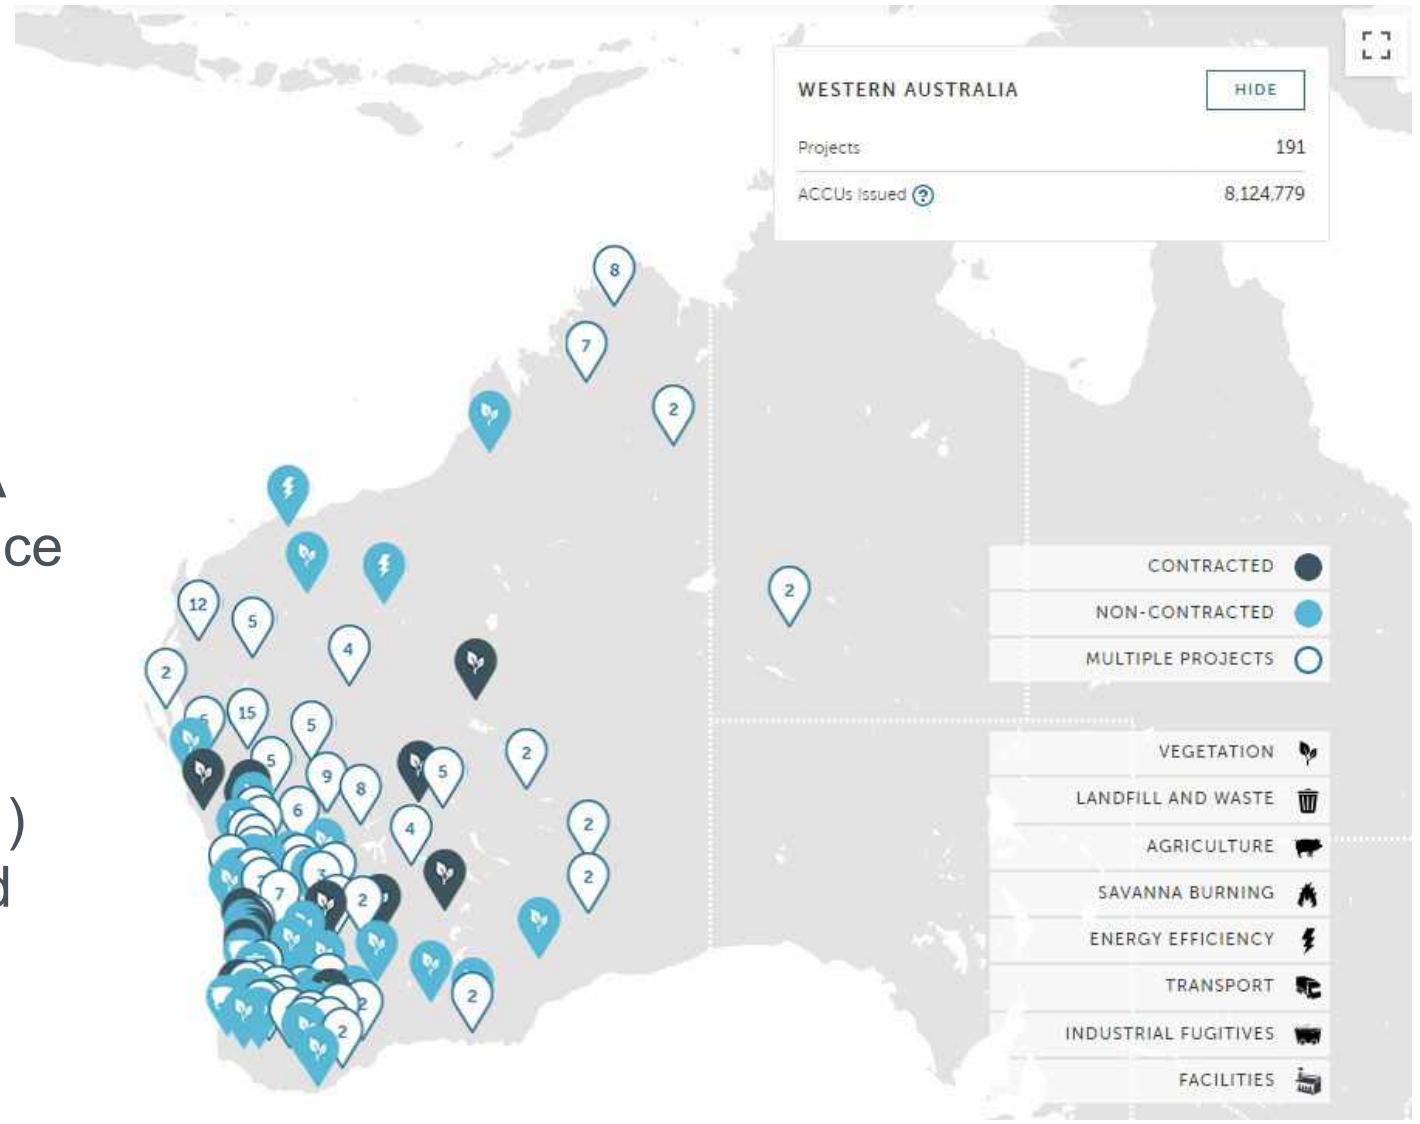 WESTERN AUSTRALIA
HIDE
Projects 191
ACCUs Issued ? 8,124,779
8
7
2
ce
12
5
4
2
2
CONTRACTED
NON-CONTRACTED
MULTIPLE PROJECTS
15
5
5
9
8
5
2
6
4
2
2
)
7
2
2
2
2
VEGETATION
LANDFILL AND WASTE
AGRICULTURE
SAVANNA BURNING
ENERGY EFFICIENCY
TRANSPORT
INDUSTRIAL FUGITIVES
FACILITIES